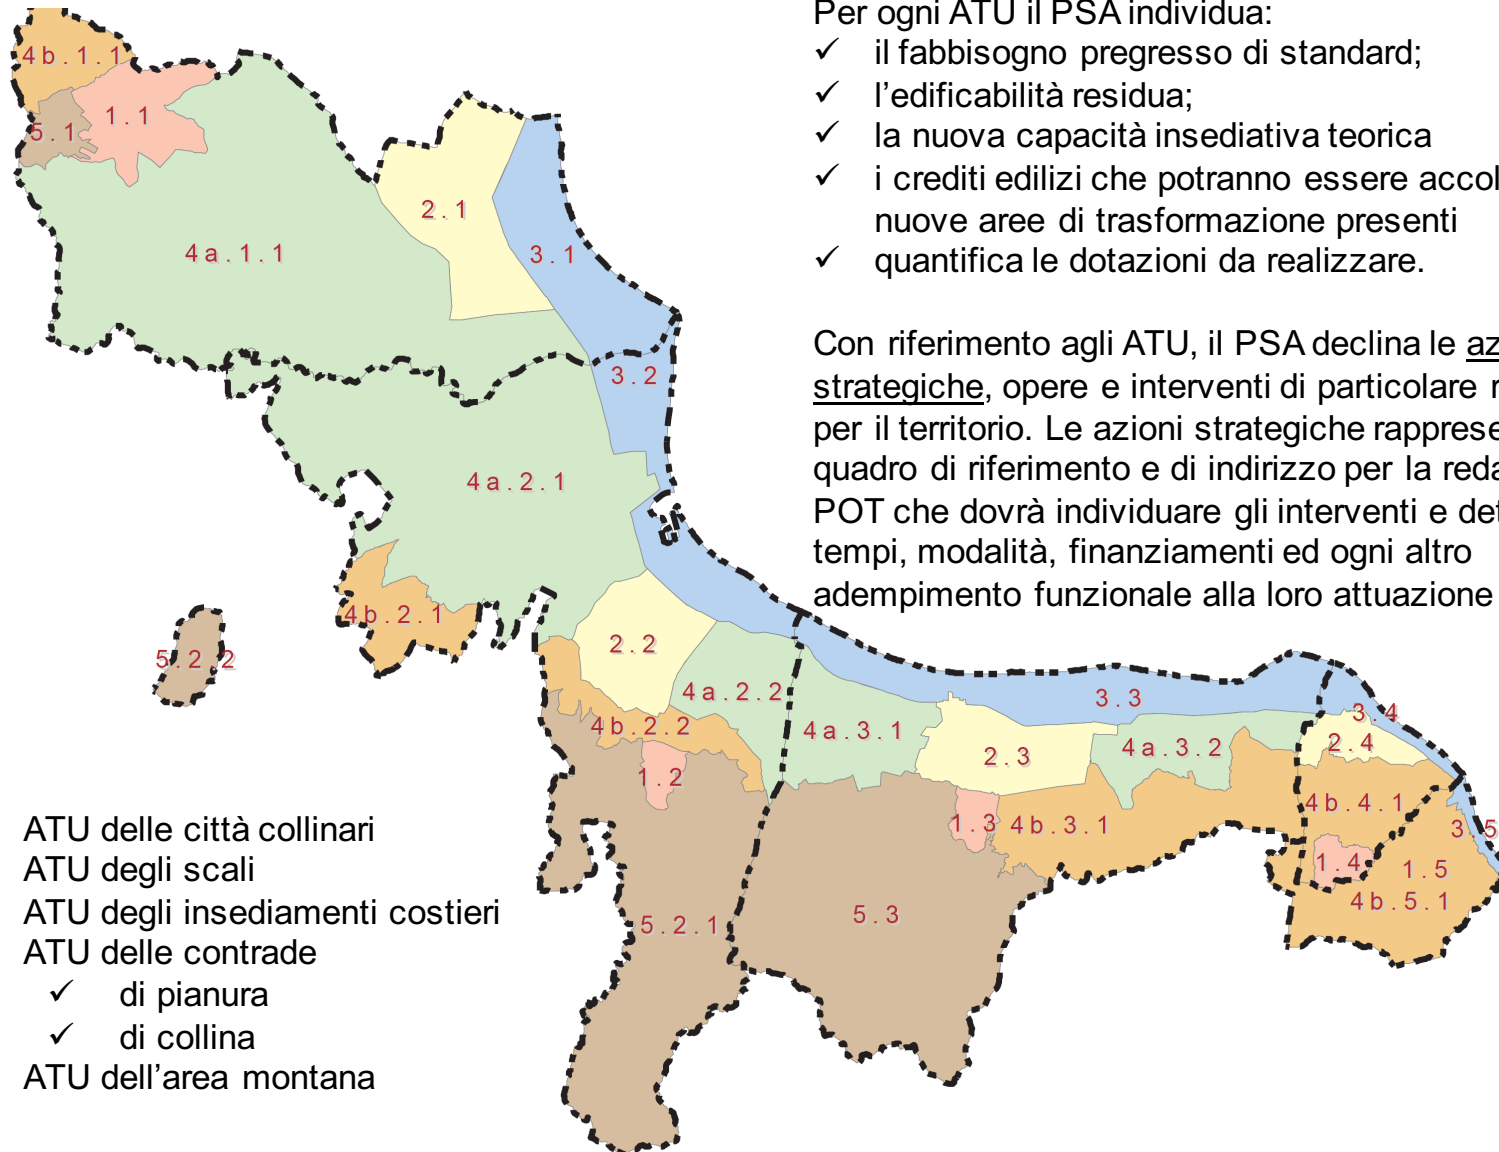 Per ogni ATU il PSA individua:
✓ il fabbisogno pregresso di standard;
✓ l'edificabilità residua;
✓ la nuova capacità insediativa teorica
✓ i crediti edilizi che potranno essere
nuove aree di trasformazione presenti
✓ quantifica le dotazioni da realizzare.
Con riferimento agli ATU, il PSA declina le
strategiche, opere e interventi di particolare
per il territorio. Le azioni strategiche
quadro di riferimento e di indirizzo per la
POT che dovrà individuare gli interventi e
tempi, modalità, finanziamenti ed ogni altro
adempimento funzionale alla loro attuazione
4b.1.1
1.1
5.1
2.1
4a.1.1
3.1
3.2
4a.2.1
4b.2.1
5.2.2
2.2
4a.2.2
4b.2.2
1.2
4a.3.1
3.3
2.3
4a.3.2
3.4
2.4
1.3
4b.3.1
4b.4.1
3.5
1.4
1.5
4b.5.1
5.2.1
5.3
ATU delle città collinari
ATU degli scali
ATU degli insediamenti costieri
ATU delle contrade
✓ di pianura
✓ di collina
ATU dell'area montana